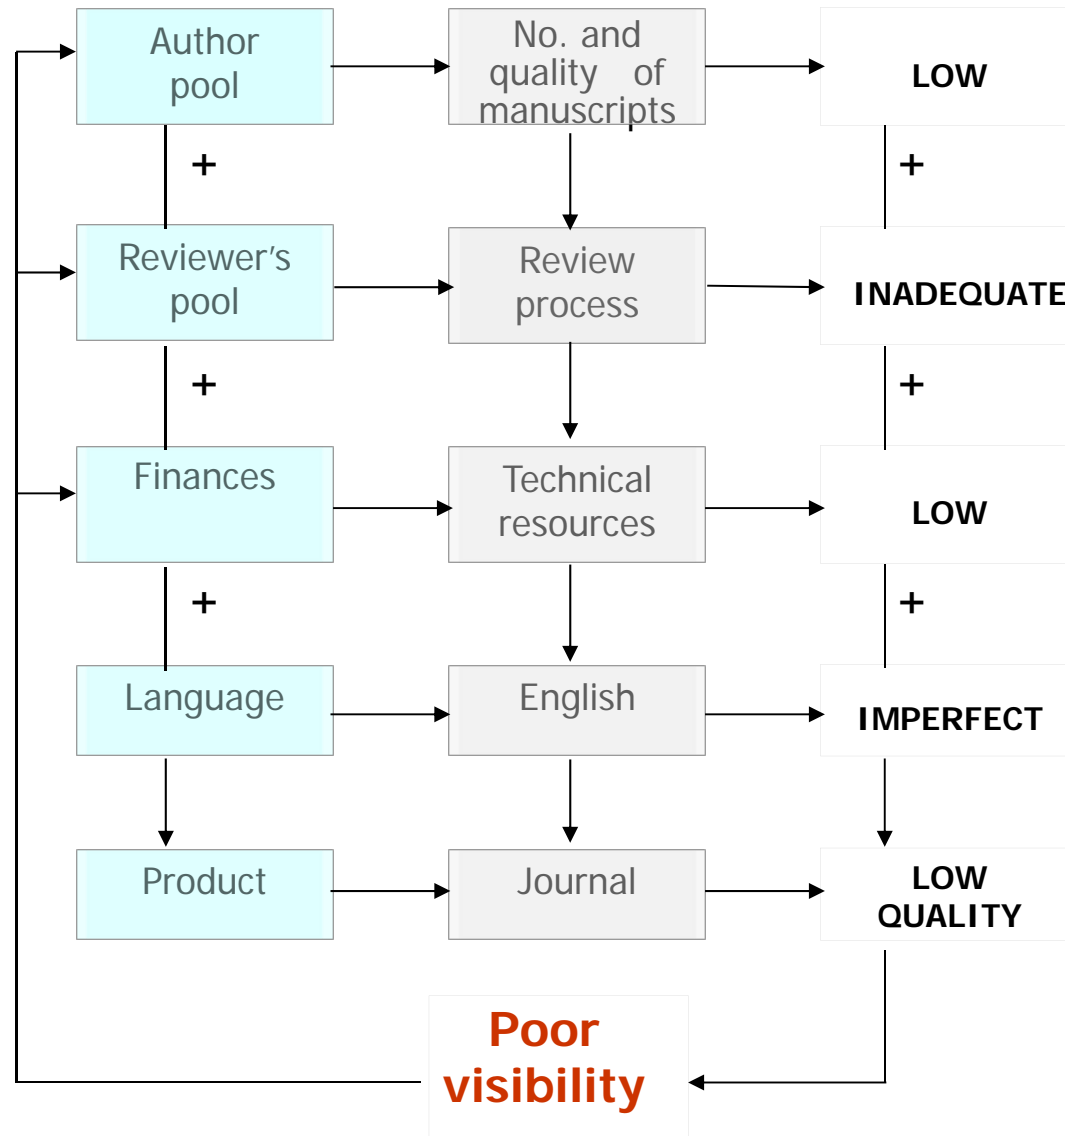 Author
pool
No. and
quality of
manuscripts
LOW
+
+
Reviewer's
pool
Review
process
INADEQUATE
+
+
Finances
Technical
resources
LOW
+
+
Language
English
IMPERFECT
Product
Journal
LOW
QUALITY
Poor
visibility